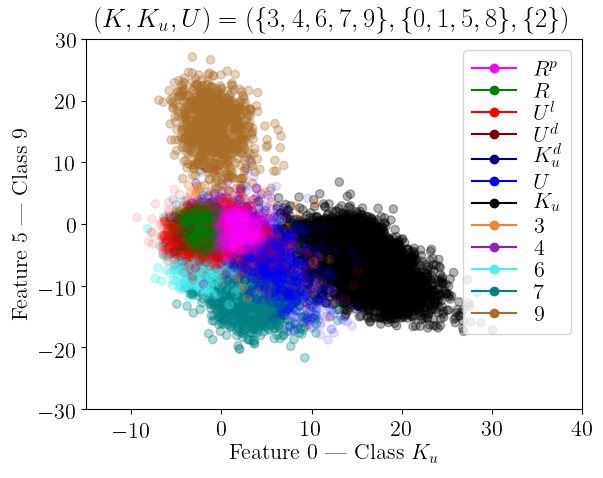 (K, K_u, U) = ({3, 4, 6, 7, 9}, {0, 1, 5, 8}, {2})
30
20
10
0
−10
−20
−30
Feature 5 — Class 9
−10
0
10
20
30
40
Feature 0 — Class K_u
R^p
R
U^l
U^d
K_u^d
U
K_u
3
4
6
7
9